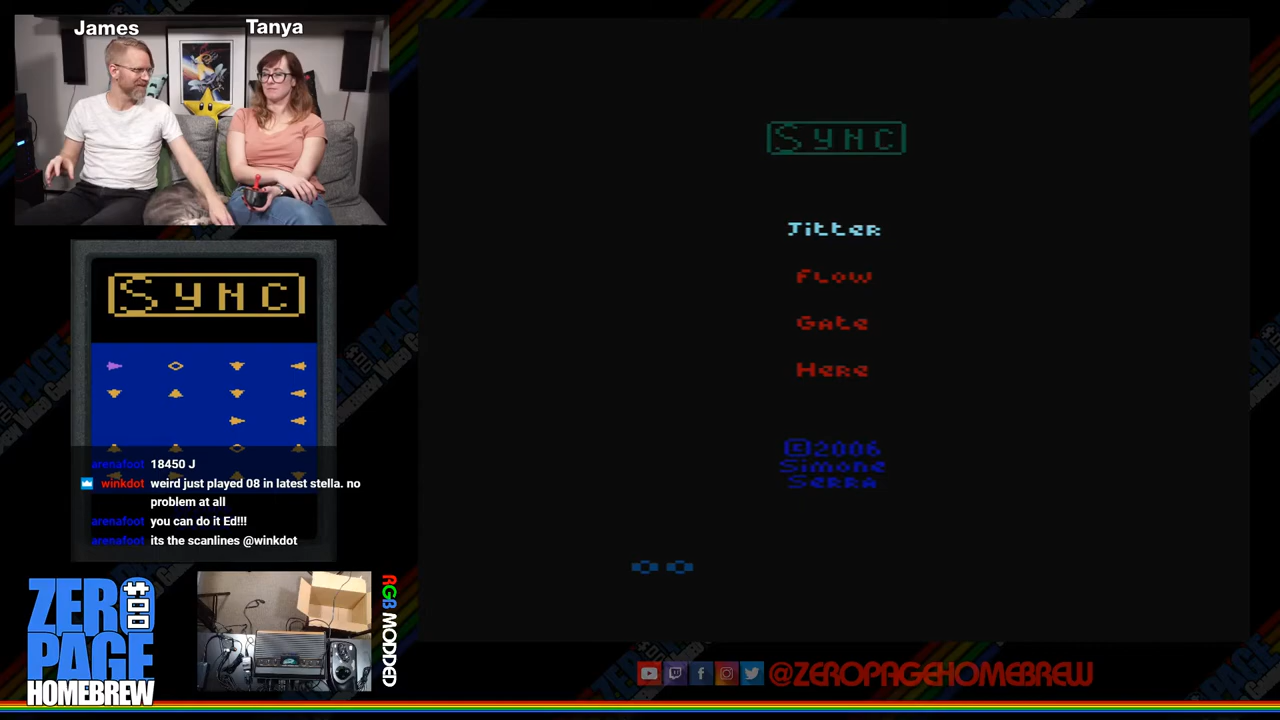 James Tanya
Sync
Jitter
Flow
Gate
Here
©2006
Simone
Serra
Sync
arenafoot 18450 J
winkdot weird just played 08 in latest stella. no
problem at all
arenafoot you can do it Ed!!!
arenafoot its the scanlines @winkdot
ZERO
PAGE
HOMEBREW
RGB MODDED
@ZEROPAGEHOMEBREW